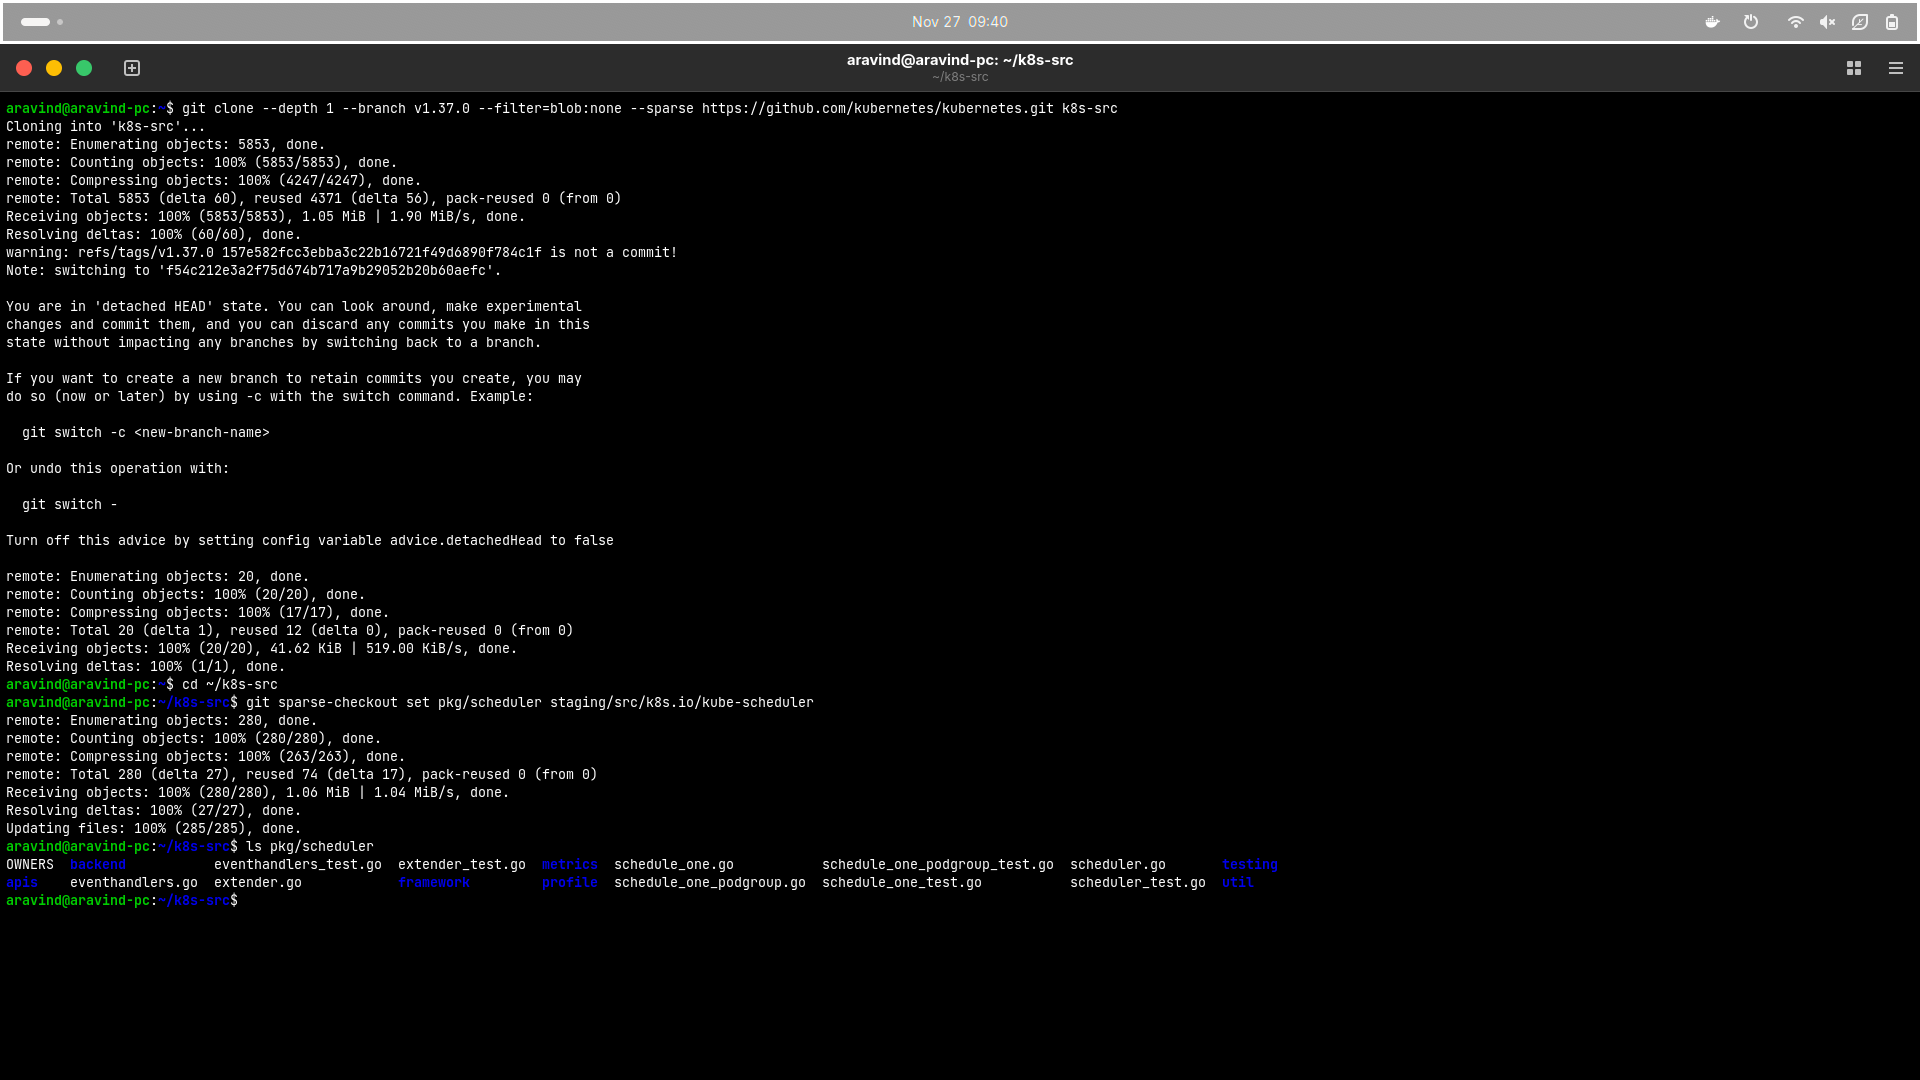 Nov 27 09:40
aravind@aravind-pc: ~/k8s-src
~/k8s-src
aravind@aravind-pc:~$ git clone --depth 1 --branch v1.37.0 --filter=blob:none --sparse https://github.com/kubernetes/kubernetes.git k8s-src
Cloning into 'k8s-src'...
remote: Enumerating objects: 5853, done.
remote: Counting objects: 100% (5853/5853), done.
remote: Compressing objects: 100% (4247/4247), done.
remote: Total 5853 (delta 60), reused 4371 (delta 56), pack-reused 0 (from 0)
Receiving objects: 100% (5853/5853), 1.05 MiB | 1.90 MiB/s, done.
Resolving deltas: 100% (60/60), done.
warning: refs/tags/v1.37.0 157e582fcc3ebba3c22b16721f49d6890f784c1f is not a commit!
Note: switching to 'f54c212e3a2f75d674b717a9b29052b20b60aefc'.

You are in 'detached HEAD' state. You can look around, make experimental
changes and commit them, and you can discard any commits you make in this
state without impacting any branches by switching back to a branch.

If you want to create a new branch to retain commits you create, you may
do so (now or later) by using -c with the switch command. Example:

  git switch -c <new-branch-name>

Or undo this operation with:

  git switch -

Turn off this advice by setting config variable advice.detachedHead to false

remote: Enumerating objects: 20, done.
remote: Counting objects: 100% (20/20), done.
remote: Compressing objects: 100% (17/17), done.
remote: Total 20 (delta 1), reused 12 (delta 0), pack-reused 0 (from 0)
Receiving objects: 100% (20/20), 41.62 KiB | 519.00 KiB/s, done.
Resolving deltas: 100% (1/1), done.
aravind@aravind-pc:~$ cd ~/k8s-src
aravind@aravind-pc:~/k8s-src$ git sparse-checkout set pkg/scheduler staging/src/k8s.io/kube-scheduler
remote: Enumerating objects: 280, done.
remote: Counting objects: 100% (280/280), done.
remote: Compressing objects: 100% (263/263), done.
remote: Total 280 (delta 27), reused 74 (delta 17), pack-reused 0 (from 0)
Receiving objects: 100% (280/280), 1.06 MiB | 1.04 MiB/s, done.
Resolving deltas: 100% (27/27), done.
Updating files: 100% (285/285), done.
aravind@aravind-pc:~/k8s-src$ ls pkg/scheduler
OWNERS  backend           eventhandlers_test.go  extender_test.go  metrics  schedule_one.go           schedule_one_podgroup_test.go  scheduler.go       testing
apis    eventhandlers.go  extender.go            framework         profile  schedule_one_podgroup.go  schedule_one_test.go           scheduler_test.go  util
aravind@aravind-pc:~/k8s-src$